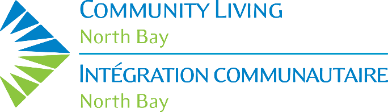 COMMUNITY LIVING
North Bay
INTÉGRATION COMMUNAUTAIRE
North Bay